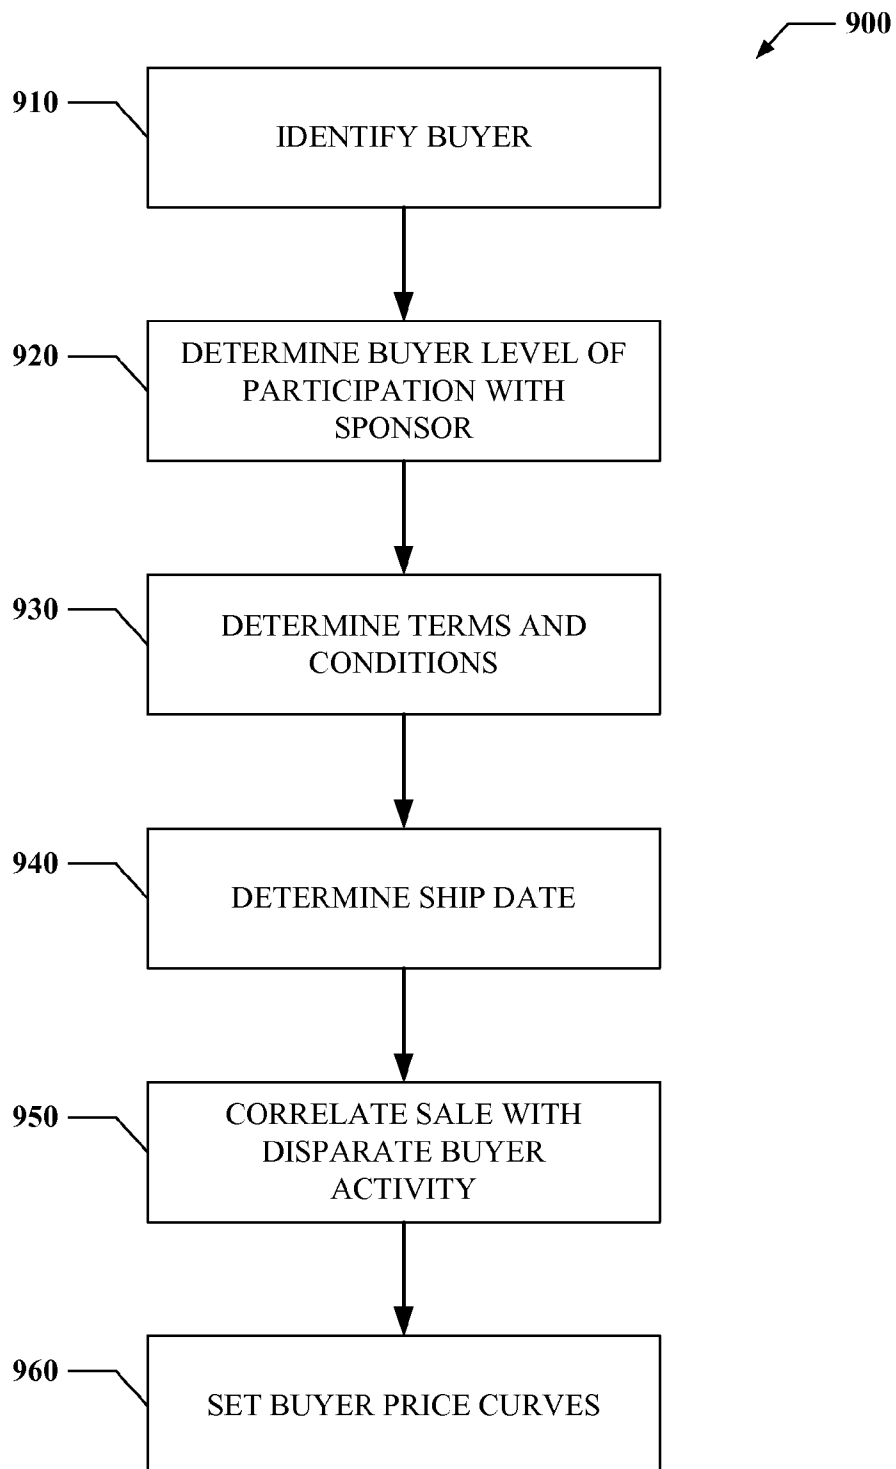 900
910
IDENTIFY BUYER
920
DETERMINE BUYER LEVEL OF
PARTICIPATION WITH
SPONSOR
930
DETERMINE TERMS AND
CONDITIONS
940
DETERMINE SHIP DATE
950
CORRELATE SALE WITH
DISPARATE BUYER
ACTIVITY
960
SET BUYER PRICE CURVES